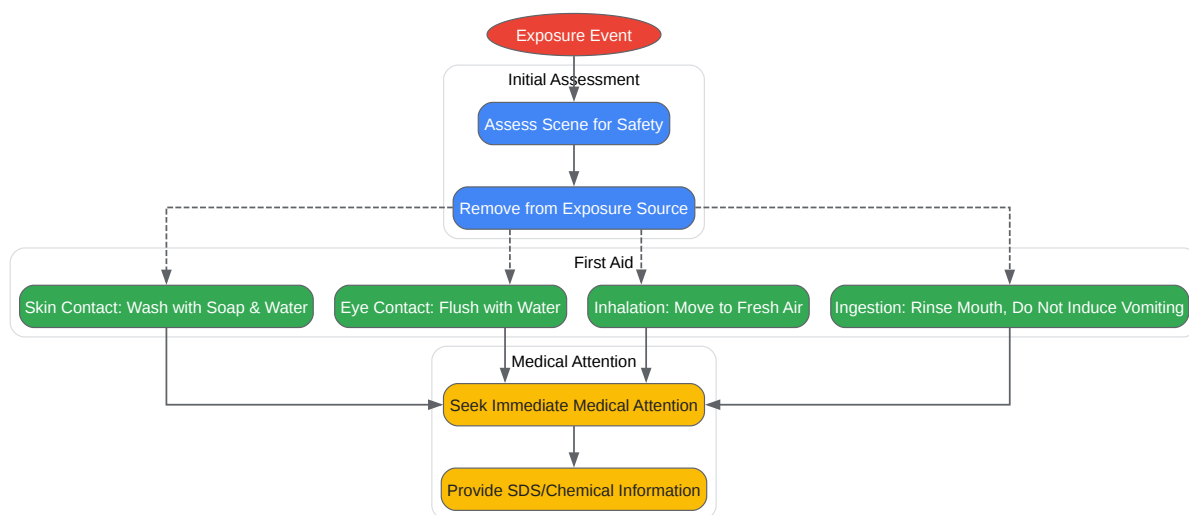 Exposure Event
Initial Assessment
Assess Scene for Safety
Remove from Exposure Source
First Aid
Skin Contact: Wash with Soap & Water
Eye Contact: Flush with Water
Inhalation: Move to Fresh Air
Ingestion: Rinse Mouth, Do Not Induce Vomiting
Medical Attention
Seek Immediate Medical Attention
Provide SDS/Chemical Information